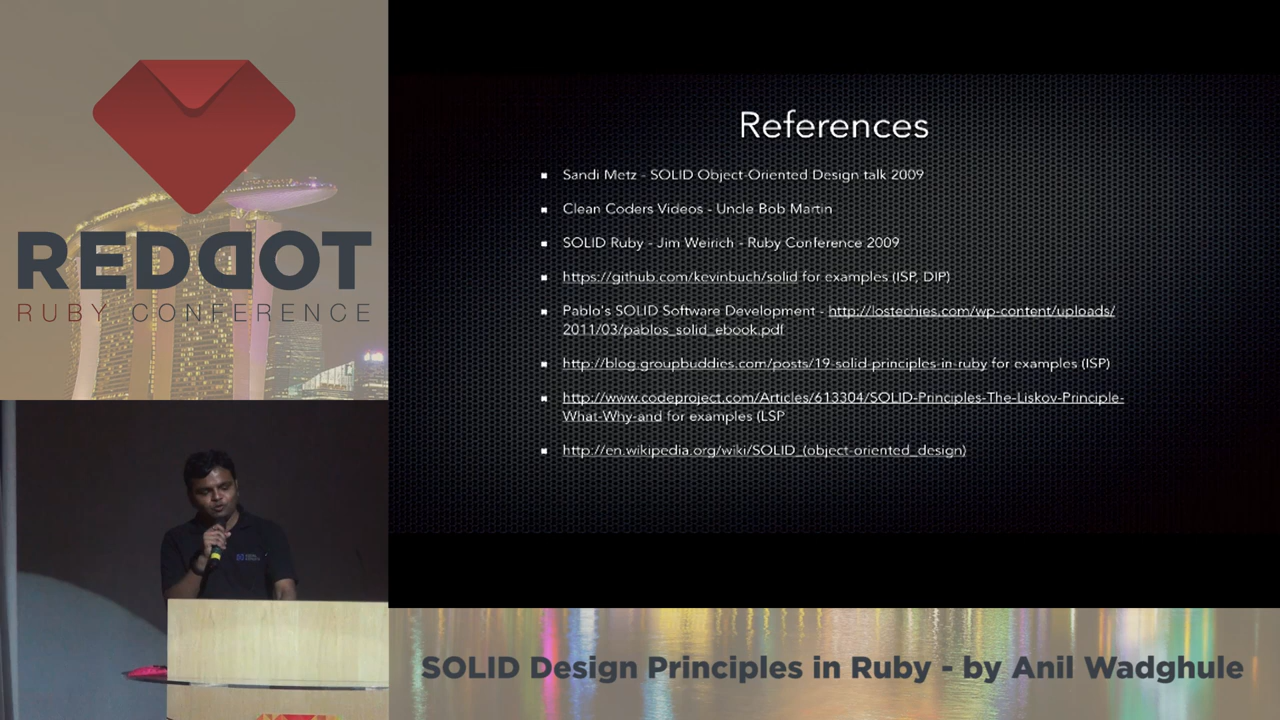 REDDOT
RUBY CONFERENCE
References
Sandi Metz - SOLID Object-Oriented Design talk 2009
Clean Coders Videos - Uncle Bob Martin
SOLID Ruby - Jim Weirich - Ruby Conference 2009
https://github.com/kevinbuch/solid for examples (ISP, DIP)
Pablo's SOLID Software Development - http://lostechies.com/wp-content/uploads/
2011/03/pablos_solid_ebook.pdf
http://blog.groupbuddies.com/posts/19-solid-principles-in-ruby for examples (ISP)
http://www.codeproject.com/Articles/613304/SOLID-Principles-The-Liskov-Principle-
What-Why-and for examples (LSP
http://en.wikipedia.org/wiki/SOLID_(object-oriented_design)
SOLID Design Principles in Ruby - by Anil Wadghule